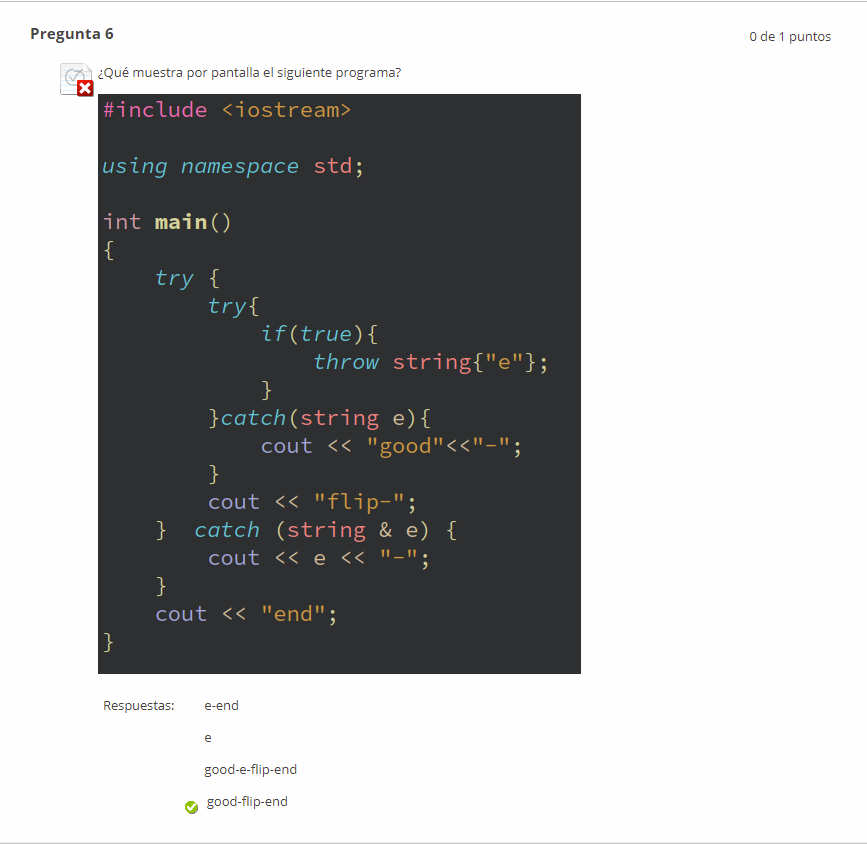 Pregunta 6
0 de 1 puntos
¿Qué muestra por pantalla el siguiente programa?
#include <iostream>
using namespace std;
int main()
{
    try {
        try{
            if(true){
                throw string{"e"};
            }
        }catch(string e){
            cout << "good"<<"-";
        }
        cout << "flip-";
    }  catch (string & e) {
        cout << e << "-";
    }
    cout << "end";
}
Respuestas:
e-end
e
good-e-flip-end
good-flip-end